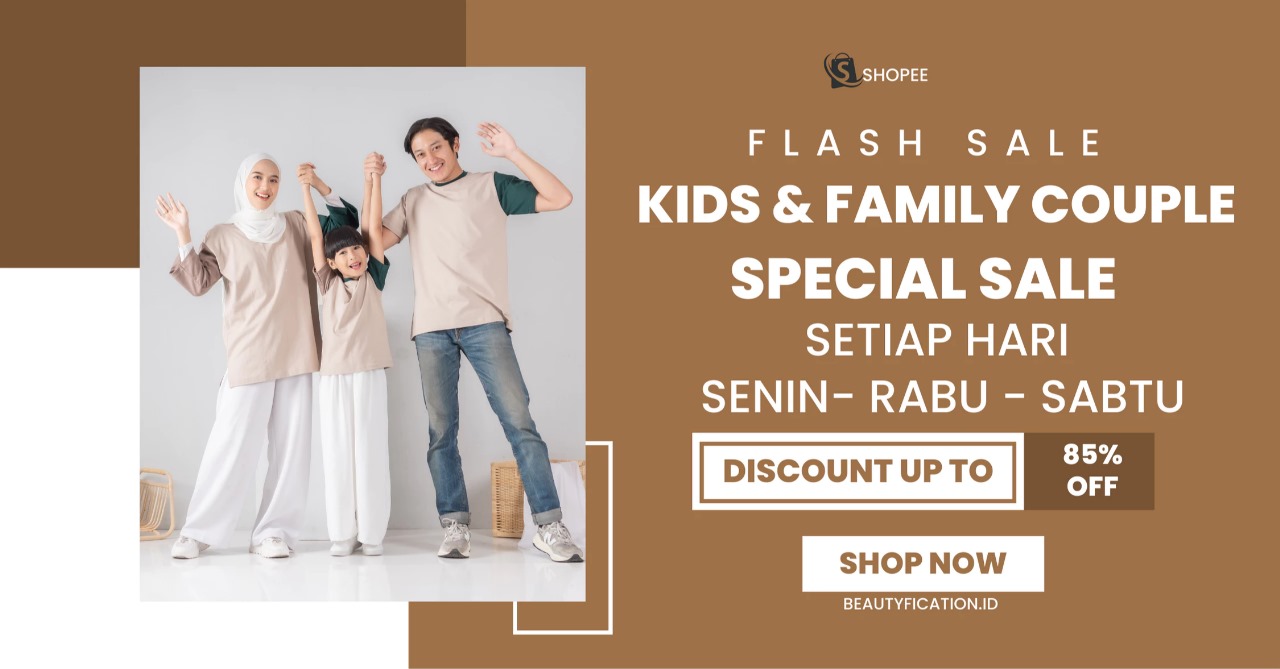 SHOPEE
FLASH SALE
KIDS & FAMILY COUPLE
SPECIAL SALE
SETIAP HARI
SENIN- RABU - SABTU
DISCOUNT UP TO
85%
OFF
SHOP NOW
BEAUTYFICATION.ID